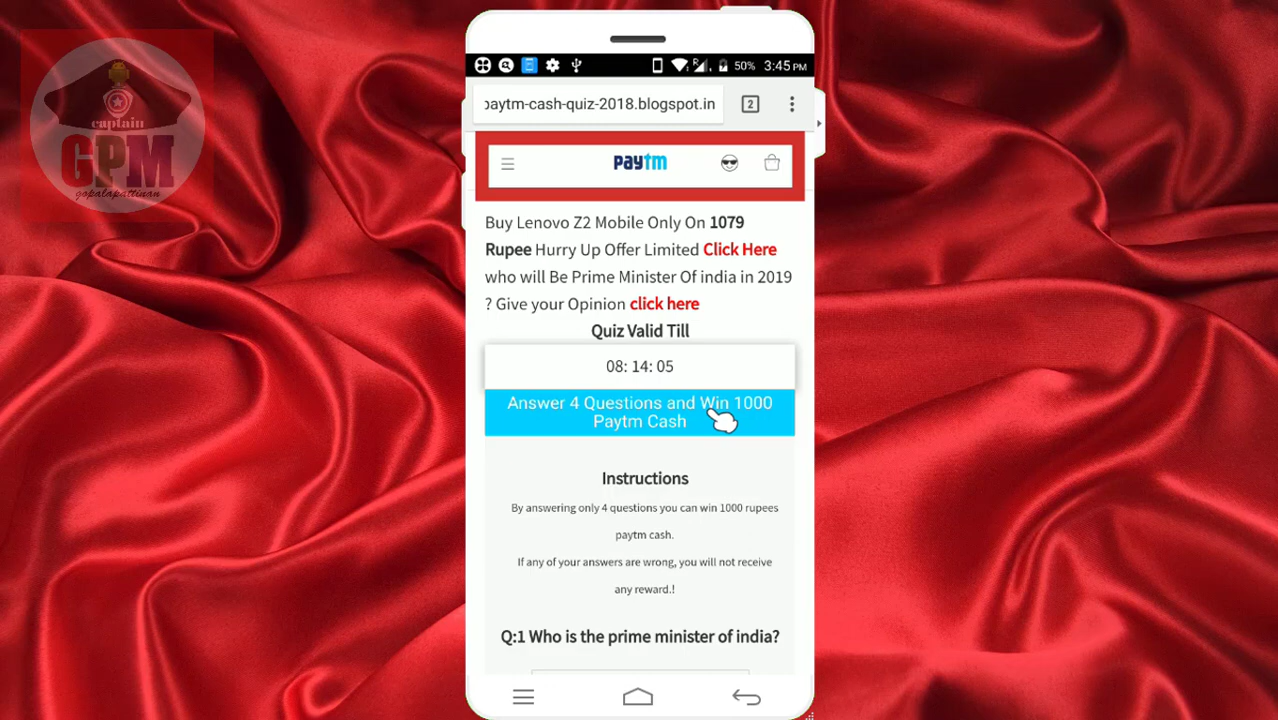 captain
GPM
gopalapattinan
50% 3:45 PM
paytm-cash-quiz-2018.blogspot.in 2
paytm
Buy Lenovo Z2 Mobile Only On 1079
Rupee Hurry Up Offer Limited Click Here
who will Be Prime Minister Of india in 2019
? Give your Opinion click here
Quiz Valid Till
08: 14: 05
Answer 4 Questions and Win 1000
Paytm Cash
Instructions
By answering only 4 questions you can win 1000 rupees
paytm cash.
If any of your answers are wrong, you will not receive
any reward.!
Q:1 Who is the prime minister of india?